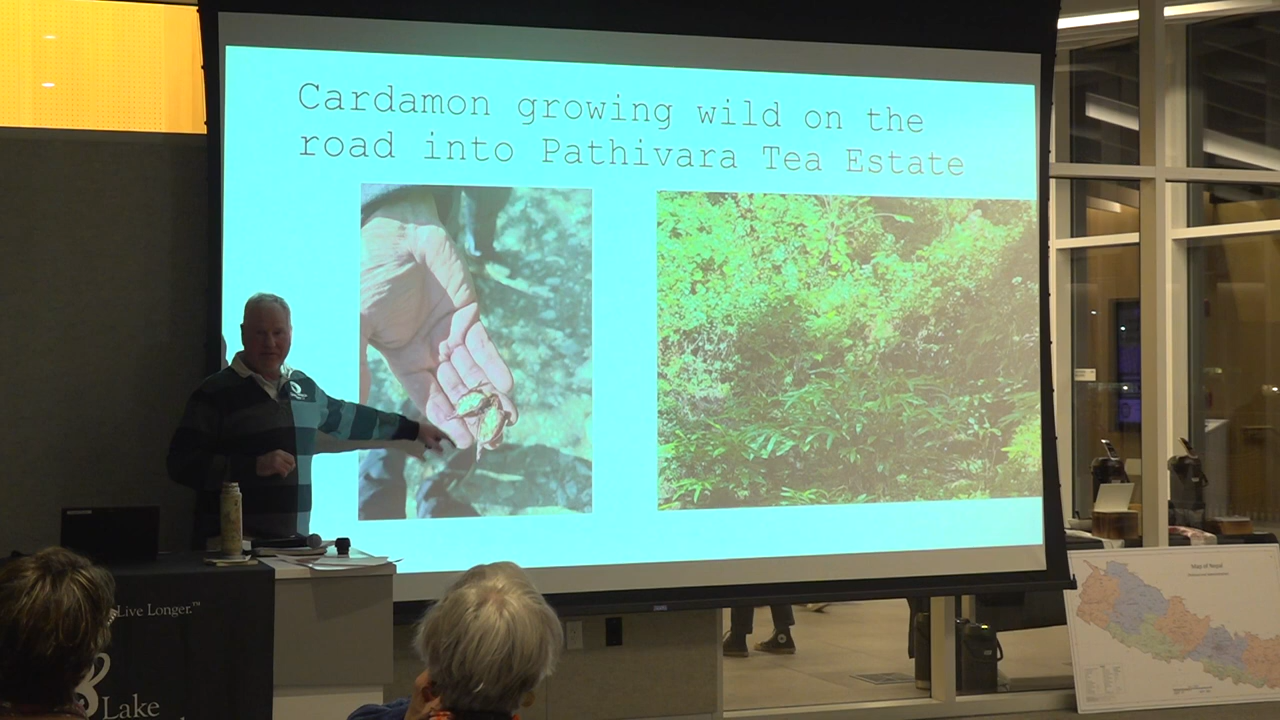 Cardamon growing wild on the
road into Pathivara Tea Estate
Live Longer.™
Lake
Map of Nepal